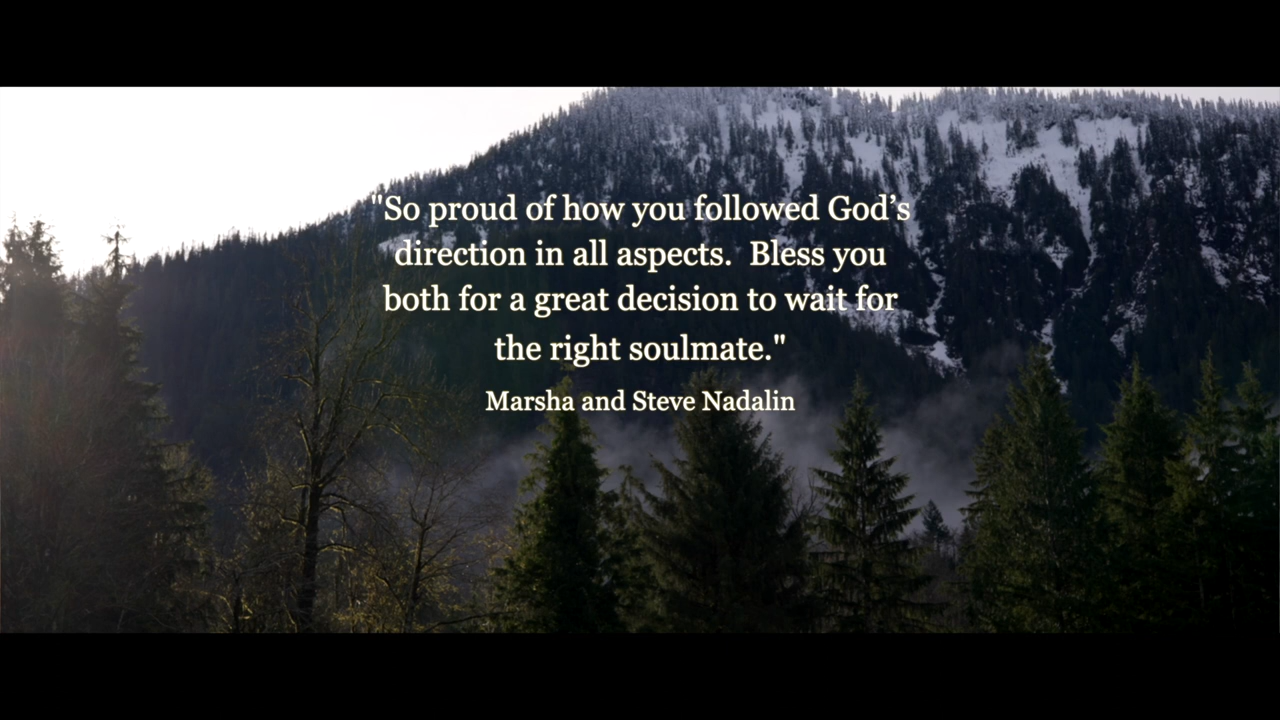 "So proud of how you followed God’s
direction in all aspects.  Bless you
both for a great decision to wait for
the right soulmate."
Marsha and Steve Nadalin